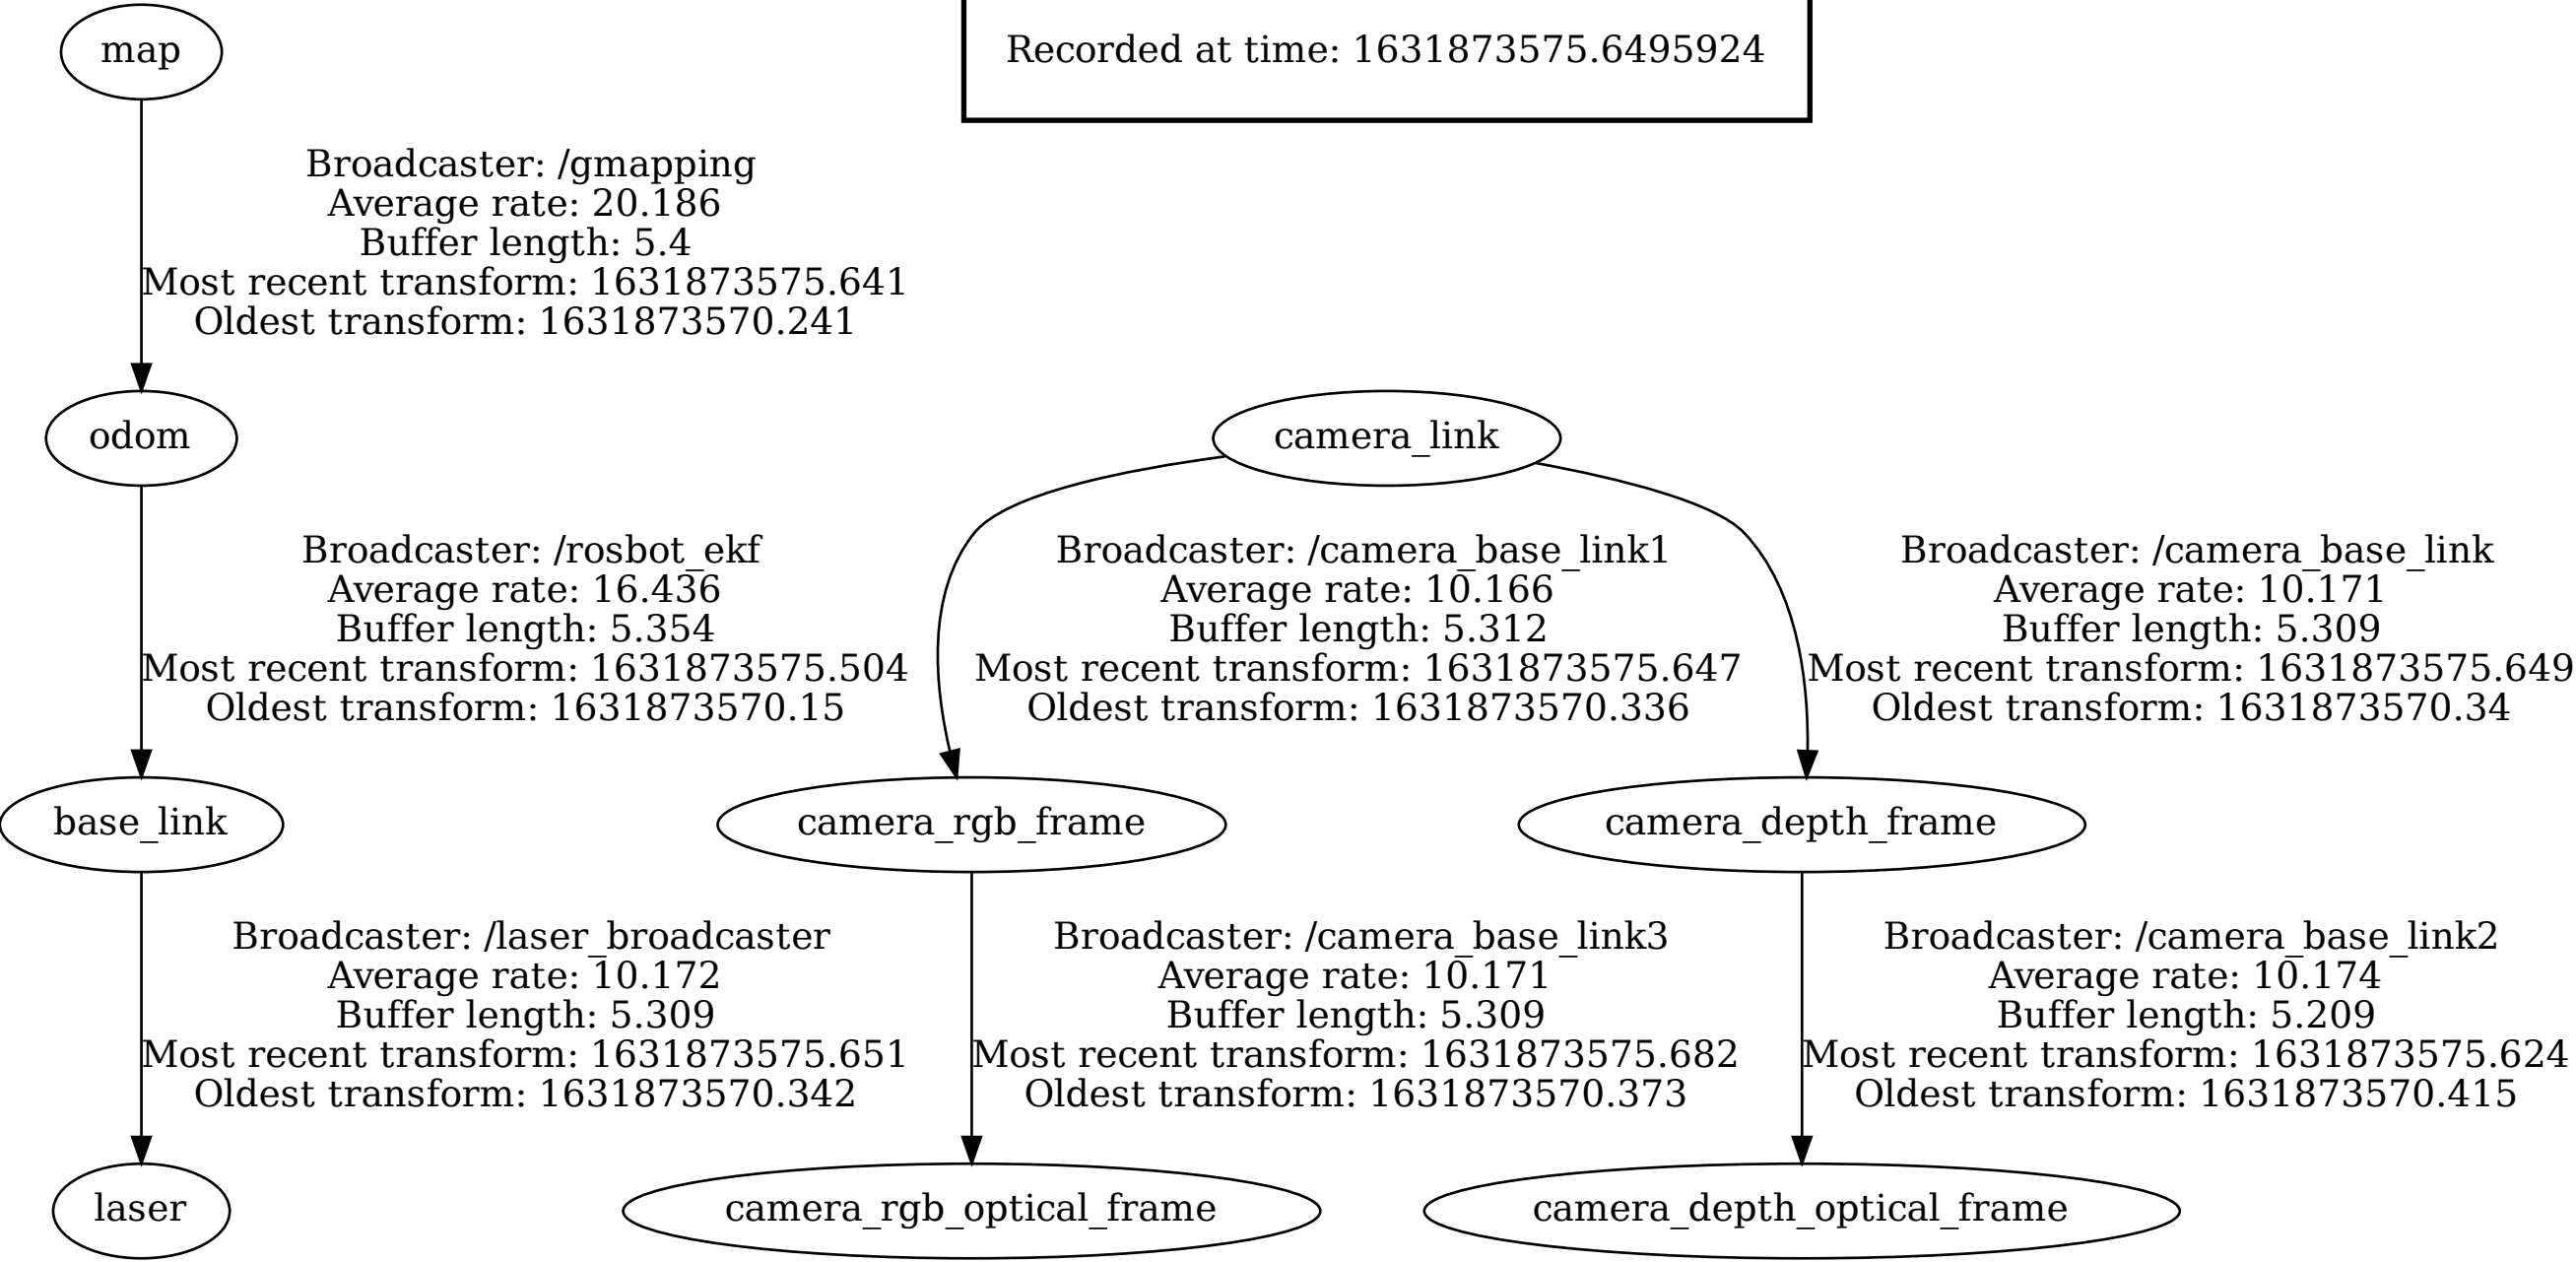 map
Recorded at time: 1631873575.6495924
Broadcaster: /gmapping
Average rate: 20.186
Buffer length: 5.4
Most recent transform: 1631873575.641
Oldest transform: 1631873570.241
odom
camera_link
Broadcaster: /rosbot_ekf
Average rate: 16.436
Buffer length: 5.354
Most recent transform: 1631873575.504
Oldest transform: 1631873570.15
Broadcaster: /camera_base_link1
Average rate: 10.166
Buffer length: 5.312
Most recent transform: 1631873575.647
Oldest transform: 1631873570.336
Broadcaster: /camera_base_link
Average rate: 10.171
Buffer length: 5.309
Most recent transform: 1631873575.649
Oldest transform: 1631873570.34
base_link
camera_rgb_frame
camera_depth_frame
Broadcaster: /laser_broadcaster
Average rate: 10.172
Buffer length: 5.309
Most recent transform: 1631873575.651
Oldest transform: 1631873570.342
Broadcaster: /camera_base_link3
Average rate: 10.171
Buffer length: 5.309
Most recent transform: 1631873575.682
Oldest transform: 1631873570.373
Broadcaster: /camera_base_link2
Average rate: 10.174
Buffer length: 5.209
Most recent transform: 1631873575.624
Oldest transform: 1631873570.415
laser
camera_rgb_optical_frame
camera_depth_optical_frame